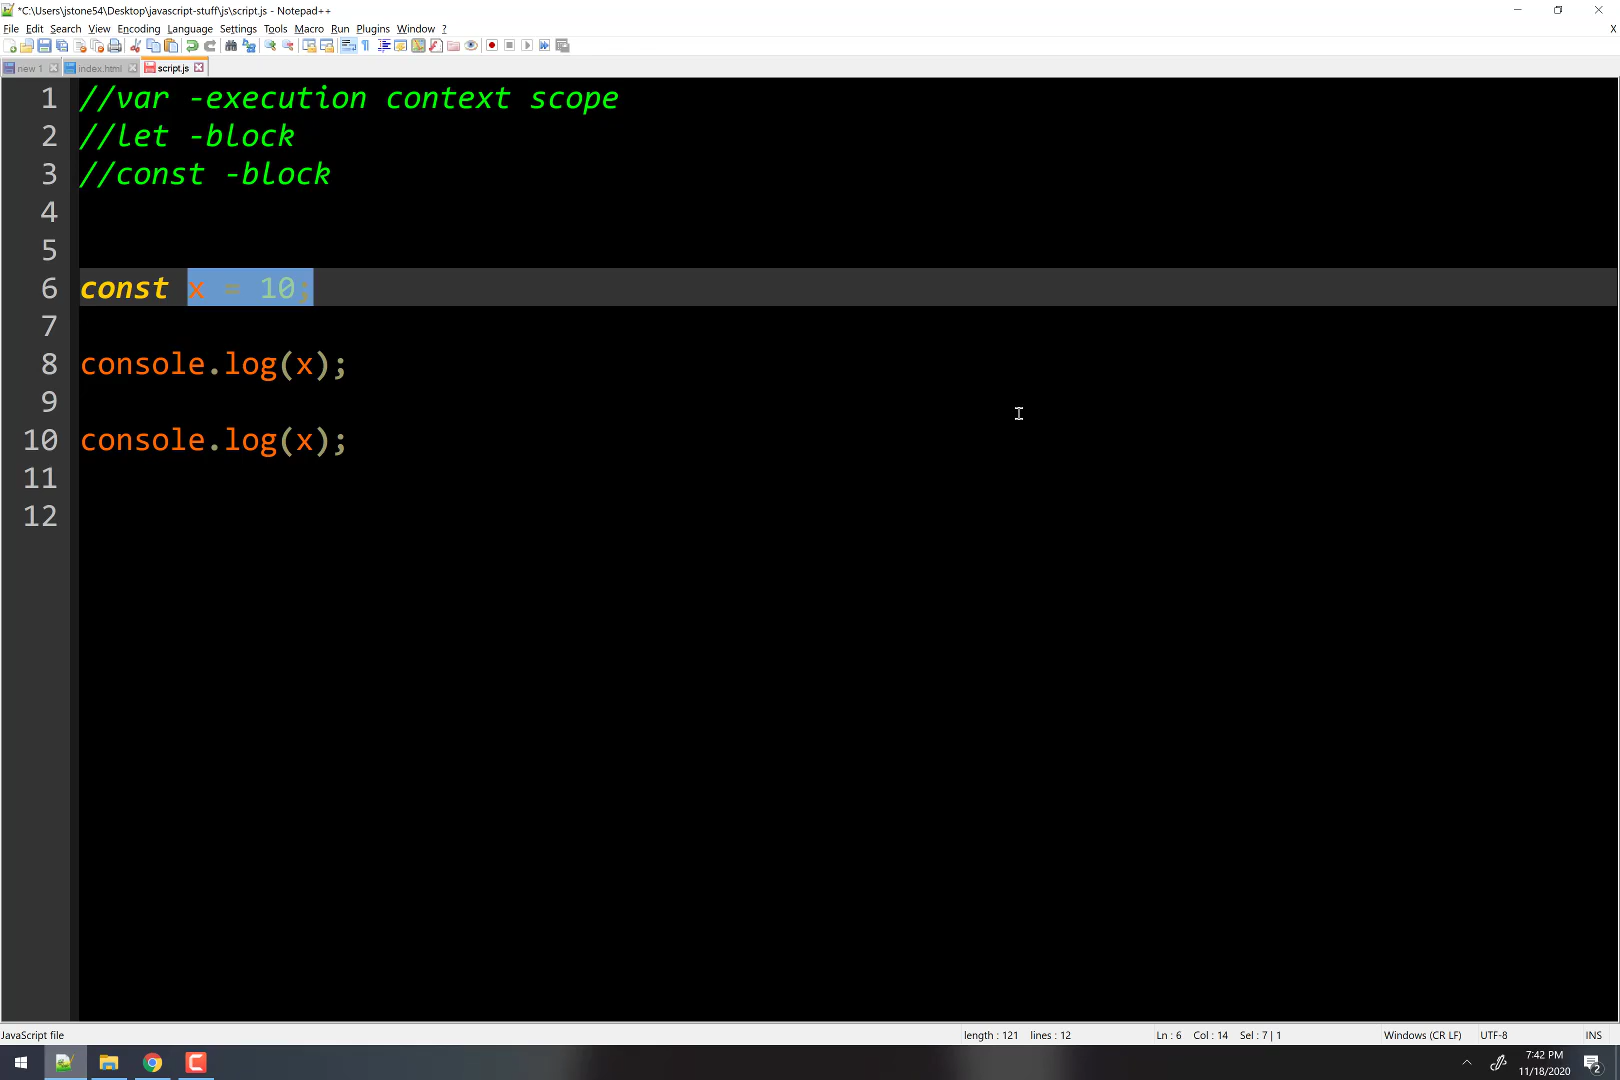 *C:\Users\jstone54\Desktop\javascript-stuff\js\script.js - Notepad++
File Edit Search View Encoding Language Settings Tools Macro Run Plugins Window ? X
new 1 index.html script.js
1 //var -execution context scope
2 //let -block
3 //const -block
4
5
6 const x = 10;
7
8 console.log(x);
9
10 console.log(x);
11
12
JavaScript file length : 121 lines : 12 Ln : 6 Col : 14 Sel : 7 | 1 Windows (CR LF) UTF-8 INS
7:42 PM
11/18/2020
2